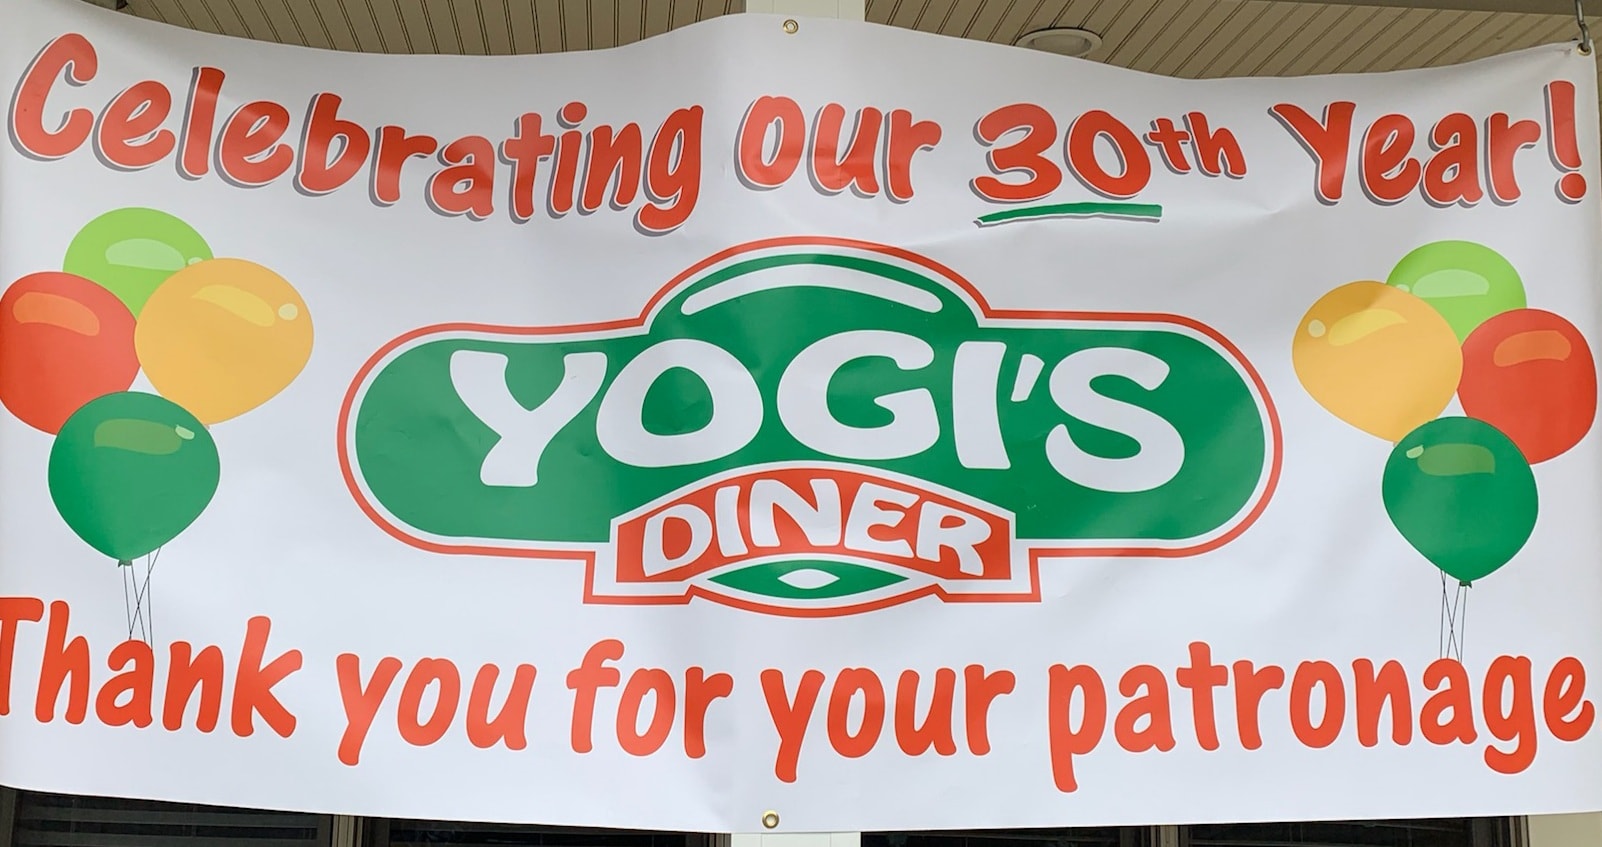 Celebrating our 30th Year!
YOGI'S
DINER
Thank you for your patronage